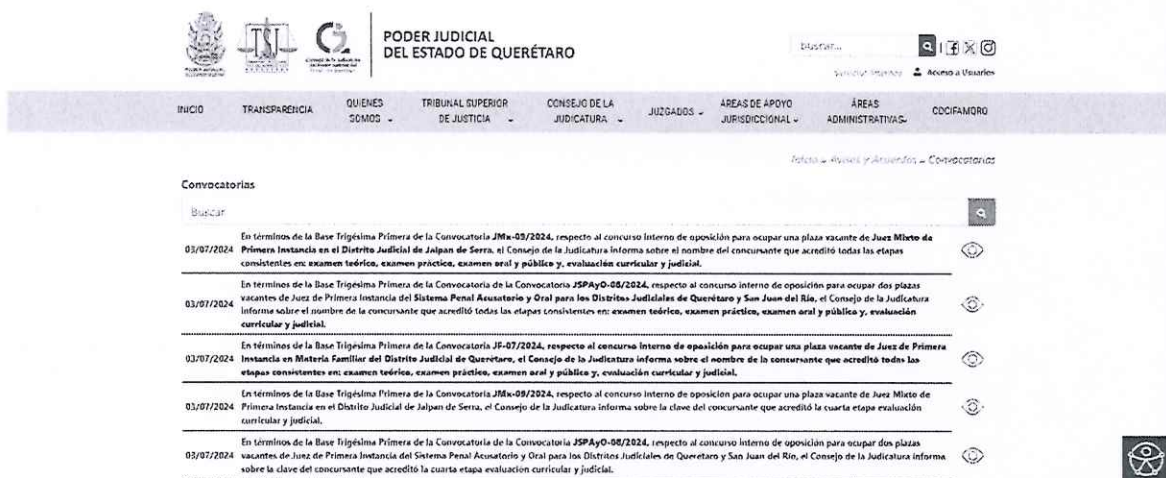 PODER JUDICIAL
DEL ESTADO DE QUERÉTARO
TSJ
buscar...
Acceso a Usuarios
INICIO TRANSPARENCIA QUIENES SOMOS TRIBUNAL SUPERIOR DE JUSTICIA CONSEJO DE LA JUDICATURA JUZGADOS ÁREAS DE APOYO JURISDICCIONAL ÁREAS ADMINISTRATIVAS COCIFAMQRO
Inicio Avisos y Acuerdos Convocatorias
Convocatorias
Buscar
En términos de la Base Trigésima Primera de la Convocatoria JMx-09/2024, respecto al concurso interno de oposición para ocupar una plaza vacante de Juez Mixto de
03/07/2024 Primera Instancia en el Distrito Judicial de Jalpan de Serra, el Consejo de la Judicatura informa sobre el nombre del concursante que acreditó todas las etapas
consistentes en: examen teórico, examen práctico, examen oral y público y, evaluación curricular y judicial.
En términos de la Base Trigésima Primera de la Convocatoria de la Convocatoria JSPAyO-08/2024, respecto al concurso interno de oposición para ocupar dos plazas
03/07/2024 vacantes de Juez de Primera Instancia del Sistema Penal Acusatorio y Oral para los Distritos Judiciales de Querétaro y San Juan del Río, el Consejo de la Judicatura
informa sobre el nombre de la concursante que acreditó todas las etapas consistentes en: examen teórico, examen práctico, examen oral y público y, evaluación
curricular y judicial.
En términos de la Base Trigésima Primera de la Convocatoria JF-07/2024, respecto al concurso interno de oposición para ocupar una plaza vacante de Juez de Primera
03/07/2024 Instancia en Materia Familiar del Distrito Judicial de Querétaro, el Consejo de la Judicatura informa sobre el nombre de la concursante que acreditó todas las
etapas consistentes en: examen teórico, examen práctico, examen oral y público y, evaluación curricular y judicial.
En términos de la Base Trigésima Primera de la Convocatoria JMx-09/2024, respecto al concurso interno de oposición para ocupar una plaza vacante de Juez Mixto de
03/07/2024 Primera Instancia en el Distrito Judicial de Jalpan de Serra, el Consejo de la Judicatura informa sobre la clave del concursante que acreditó la cuarta etapa evaluación
curricular y judicial.
En términos de la Base Trigésima Primera de la Convocatoria de la Convocatoria JSPAyO-08/2024, respecto al concurso interno de oposición para ocupar dos plazas
03/07/2024 vacantes de Juez de Primera Instancia del Sistema Penal Acusatorio y Oral para los Distritos Judiciales de Querétaro y San Juan del Río, el Consejo de la Judicatura informa
sobre la clave del concursante que acreditó la cuarta etapa evaluación curricular y judicial.